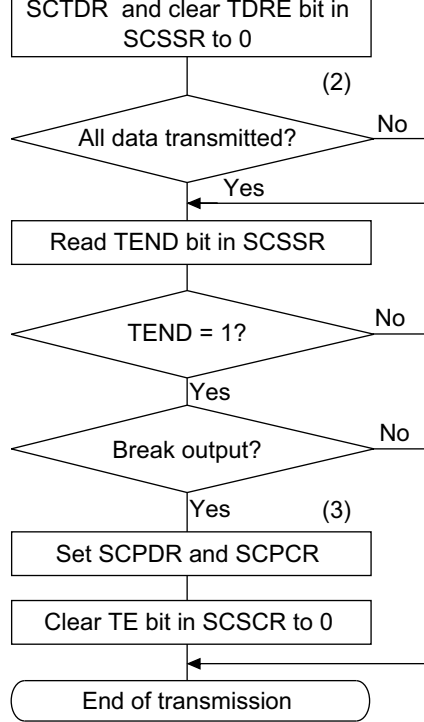 SCTDR and clear TDRE bit in
SCSSR to 0
(2)
All data transmitted?
No
Yes
Read TEND bit in SCSSR
TEND = 1?
No
Yes
Break output?
No
Yes
(3)
Set SCPDR and SCPCR
Clear TE bit in SCSCR to 0
End of transmission